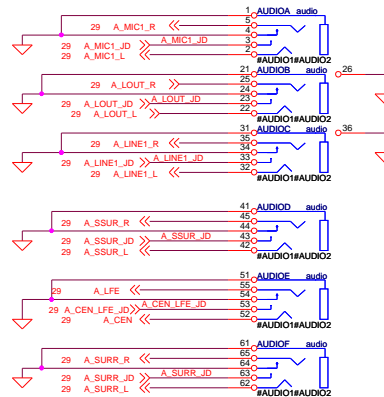 1 AUDIOA audio
29 A_MIC1_R 5
4
29 A_MIC1_JD A_MIC1_JD 3
29 A_MIC1_L 2
#AUDIO1#AUDIO2
21 AUDIOB audio 26
29 A_LOUT_R 25
24
29 A_LOUT_JD A_LOUT_JD 23
29 A_LOUT_L 22
#AUDIO1#AUDIO2
31 AUDIOC audio 36
29 A_LINE1_R 35
34
29 A_LINE1_JD A_LINE1_JD 33
29 A_LINE1_L 32
#AUDIO1#AUDIO2
41 AUDIOD audio
29 A_SSUR_R 45
44
29 A_SSUR_JD A_SSUR_JD 43
29 A_SSUR_L 42
#AUDIO1#AUDIO2
51 AUDIOE audio
29 A_LFE 55
54
29 A_CEN_LFE_JD A_CEN_LFE_JD 53
29 A_CEN 52
#AUDIO1#AUDIO2
61 AUDIOF audio
29 A_SURR_R 65
64
29 A_SURR_JD A_SURR_JD 63
29 A_SURR_L 62
#AUDIO1#AUDIO2